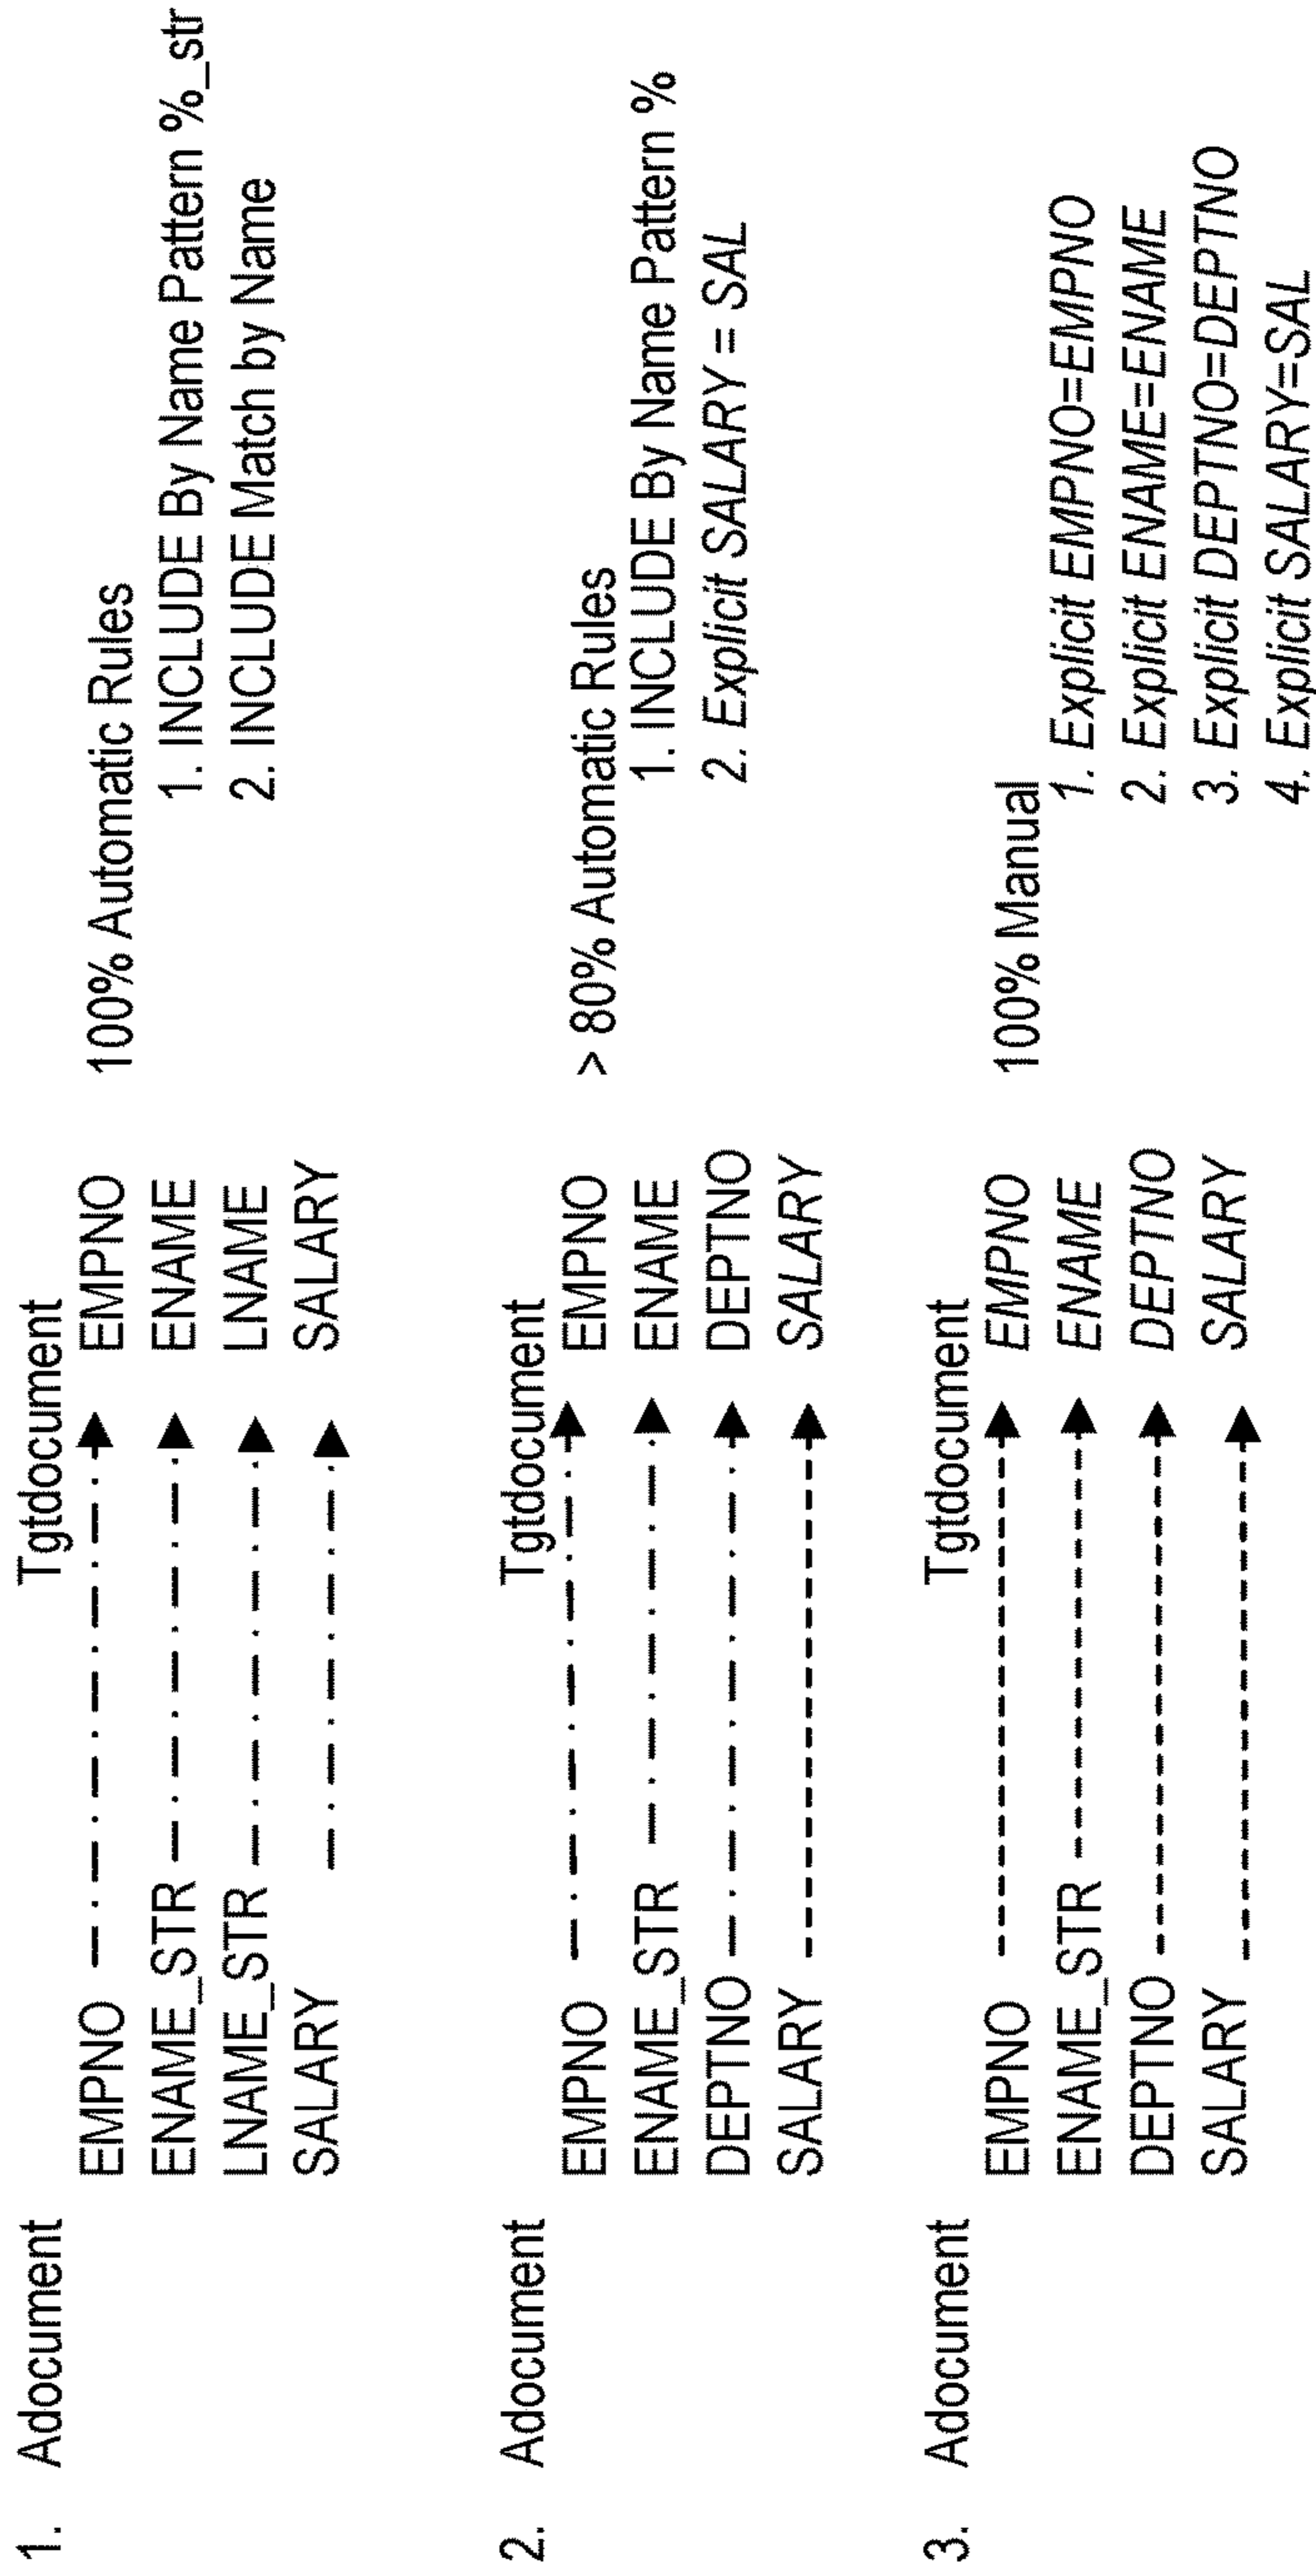 1. Adocument Tgtdocument
EMPNO EMPNO 100% Automatic Rules
ENAME_STR ENAME 1. INCLUDE By Name Pattern %_str
LNAME_STR LNAME 2. INCLUDE Match by Name
SALARY SALARY
2. Adocument Tgtdocument
EMPNO EMPNO > 80% Automatic Rules
ENAME_STR ENAME 1. INCLUDE By Name Pattern %
DEPTNO DEPTNO 2. Explicit SALARY = SAL
SALARY SALARY
3. Adocument Tgtdocument
EMPNO EMPNO 100% Manual
ENAME_STR ENAME 1. Explicit EMPNO=EMPNO
DEPTNO DEPTNO 2. Explicit ENAME=ENAME
SALARY SALARY 3. Explicit DEPTNO=DEPTNO
4. Explicit SALARY=SAL